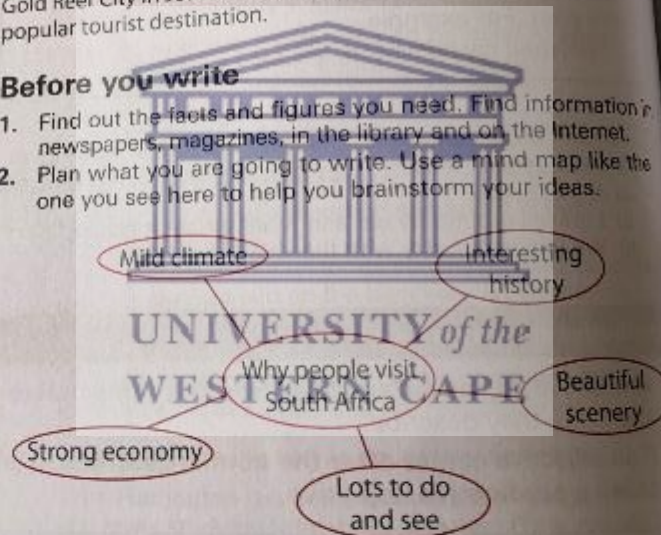 Gold Reef City
popular tourist destination.
Before you write
1. Find out the facts and figures you need. Find information in
newspapers, magazines, in the library and on the Internet.
2. Plan what you are going to write. Use a mind map like the
one you see here to help you brainstorm your ideas.
Mild climate
Interesting
history
UNIVERSITY of the
WESTERN CAPE
Why people visit
South Africa
Beautiful
scenery
Strong economy
Lots to do
and see